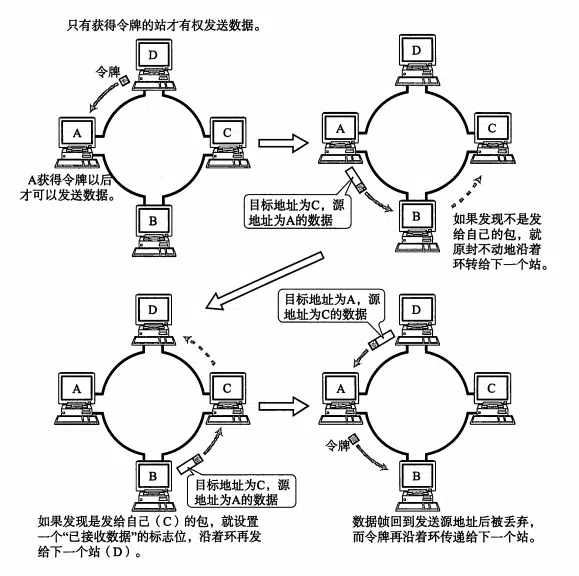 只有获得令牌的站才有权发送数据。
D
令牌
A
C
A获得令牌以后
才可以发送数据。
B
D
A
C
目标地址为C，源
地址为A的数据
B
如果发现不是发
给自己的包，就
原封不动地沿着
环转给下一个站。
D
A
C
B
目标地址为C，源
地址为A的数据
如果发现是发给自己（C）的包，就设置
一个“已接收数据”的标志位，沿着环再发
给下一个站（D）。
目标地址为A，源
地址为C的数据
D
A
C
令牌
B
数据帧回到发送源地址后被丢弃，
而令牌再沿着环传递给下一个站。